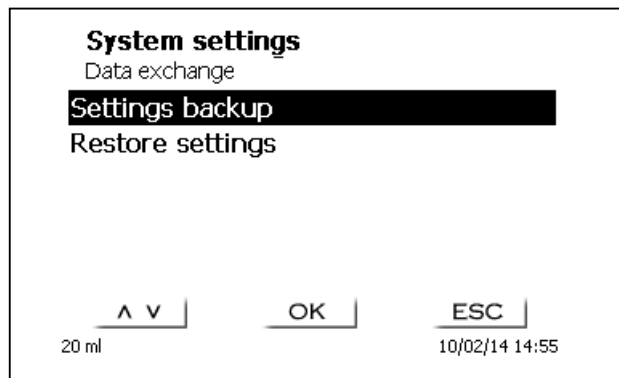 System settings
Data exchange
Settings backup
Restore settings
∧ ∨ OK ESC
20 ml 10/02/14 14:55